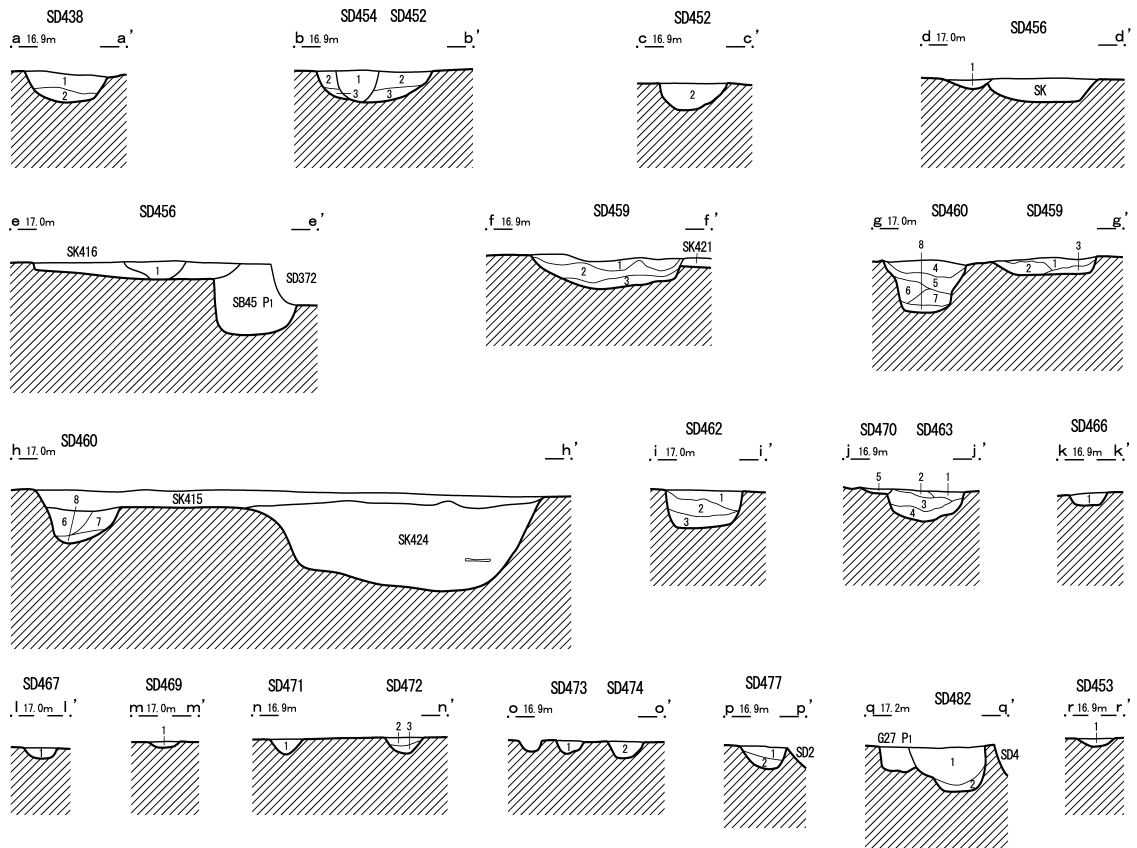 SD438
a 16.9m a'
1
2
SD454 SD452
b 16.9m b'
2 1 2
3 3
SD452
c 16.9m c'
2
SD456
d 17.0m d'
1
SK
SD456
e 17.0m e'
SK416
1
SD372
SB45 P1
SD459
f 16.9m f'
SK421
1
2
3
SD460 SD459
g 17.0m g'
8 3
4 1
2
5
6 7
SD460
h 17.0m h'
8 SK415
6 7
SK424
SD462
i 17.0m i'
1
2
3
SD470 SD463
j 16.9m j'
5 2 1
3
4
SD466
k 16.9m k'
1
SD467
l 17.0m l'
1
SD469
m 17.0m m'
1
SD471 SD472
n 16.9m n'
2 3
1
SD473 SD474
o 16.9m o'
1 2
SD477
p 16.9m p'
1 SD2
2
SD482
q 17.2m q'
G27 P1
1 SD4
2
SD453
r 16.9m r'
1